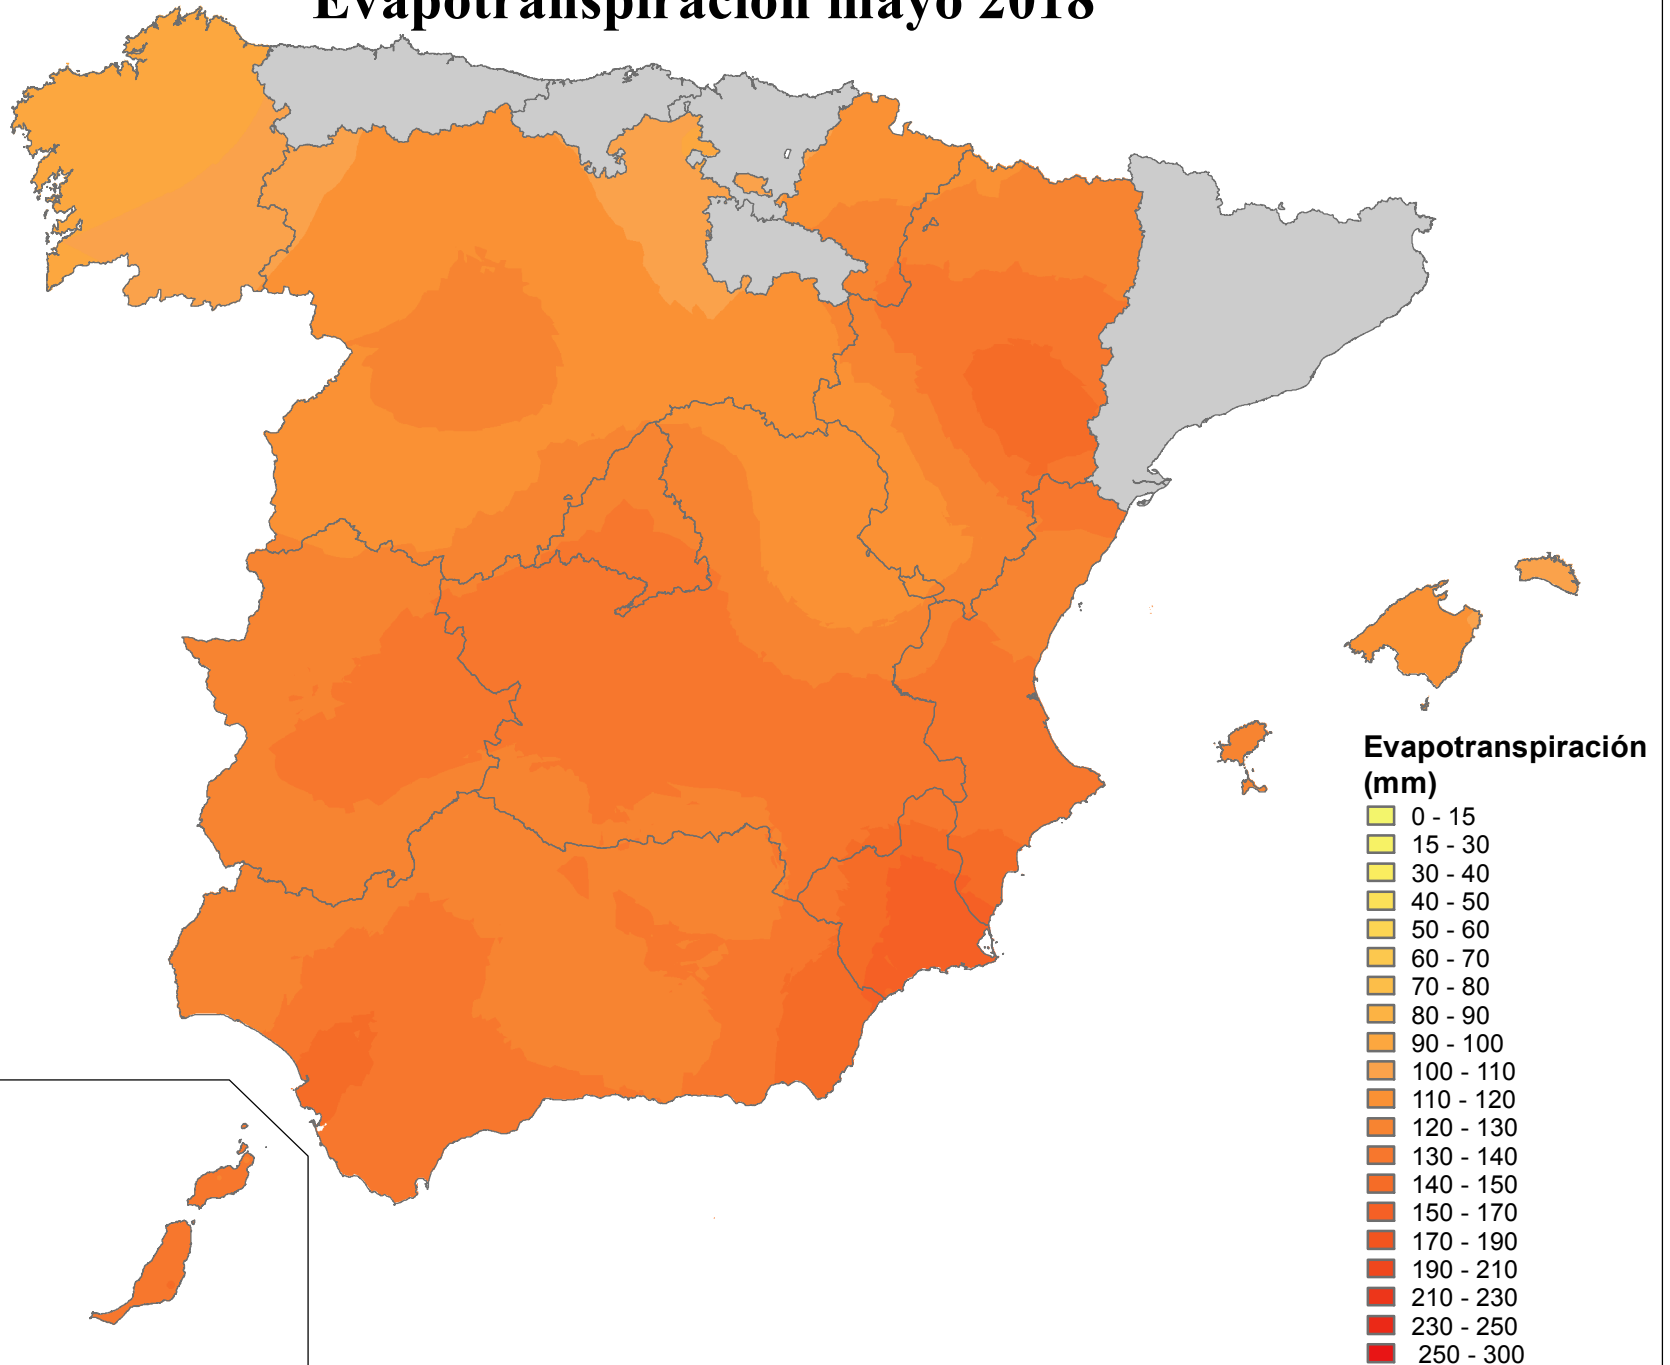 Evapotranspiración mayo 2018
Evapotranspiración
(mm)
0 - 15
15 - 30
30 - 40
40 - 50
50 - 60
60 - 70
70 - 80
80 - 90
90 - 100
100 - 110
110 - 120
120 - 130
130 - 140
140 - 150
150 - 170
170 - 190
190 - 210
210 - 230
230 - 250
250 - 300